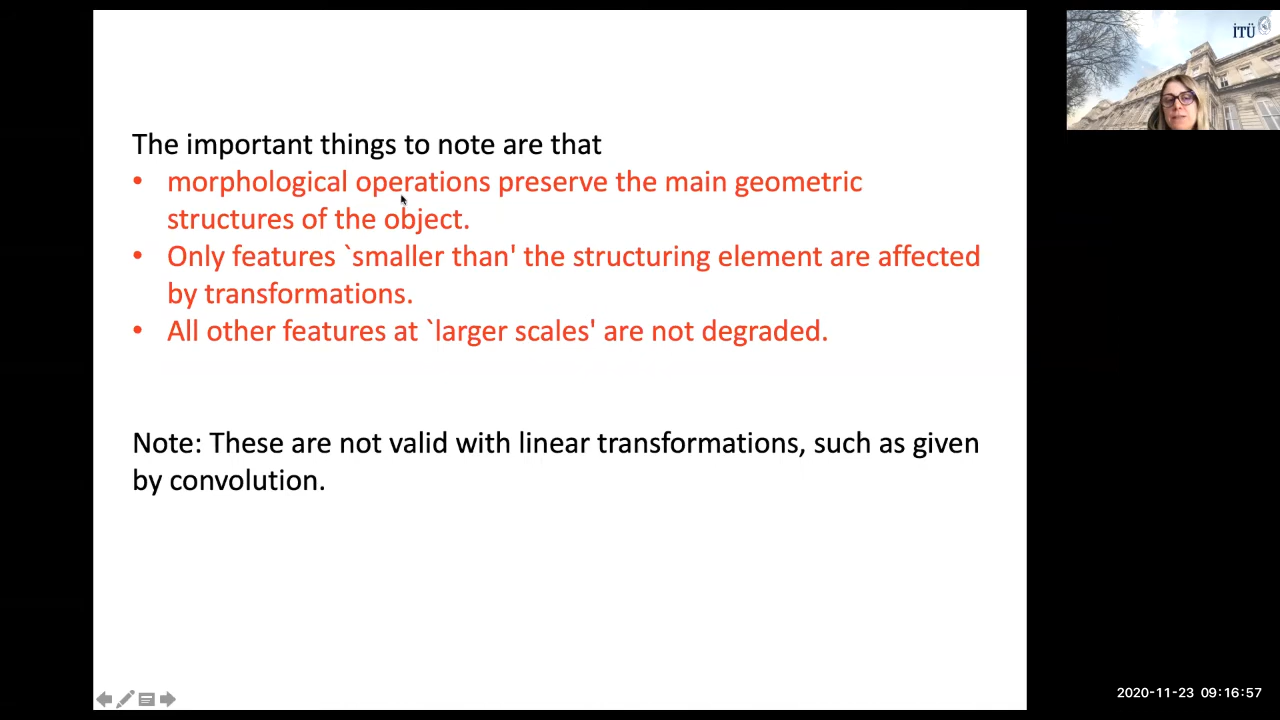 İTÜ
The important things to note are that
• morphological operations preserve the main geometric
structures of the object.
• Only features `smaller than' the structuring element are affected
by transformations.
• All other features at `larger scales' are not degraded.
Note: These are not valid with linear transformations, such as given
by convolution.
2020-11-23 09:16:57